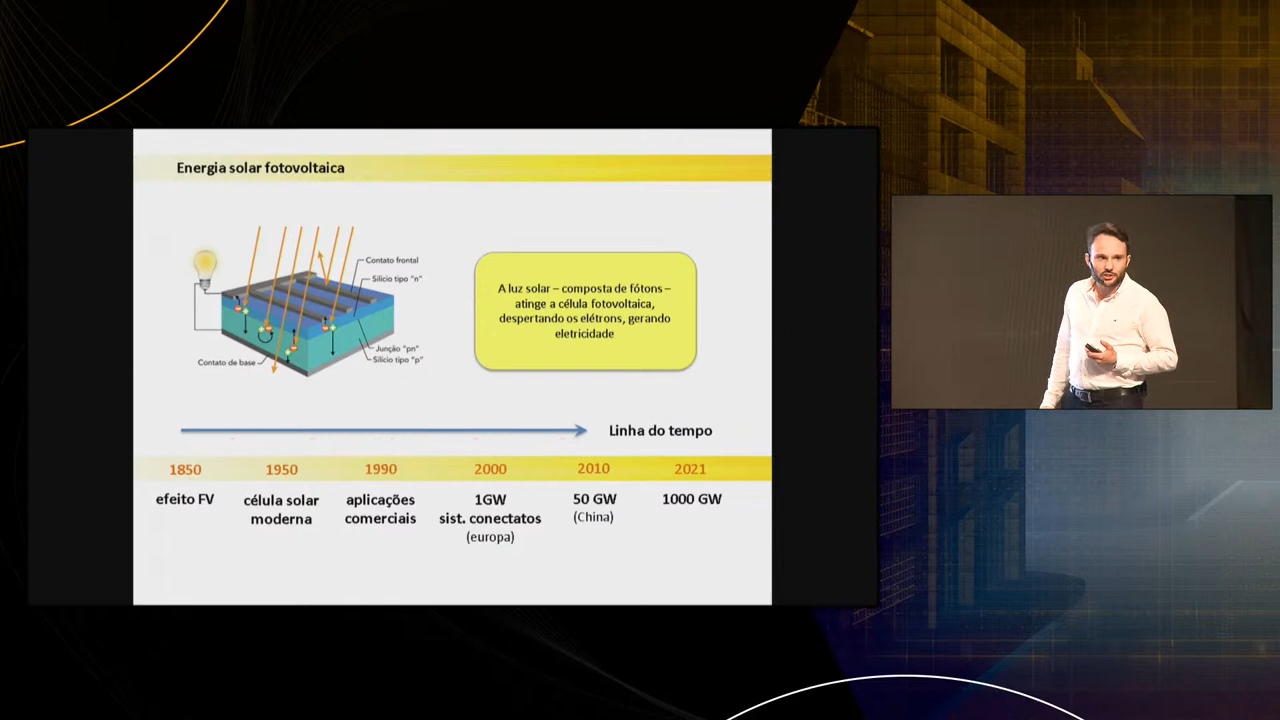 Energia solar fotovoltaica
Contato frontal
Silício tipo "n"
Junção "pn"
Silício tipo "p"
Contato de base
A luz solar – composta de fótons –
atinge a célula fotovoltaica,
despertando os elétrons, gerando
eletricidade
Linha do tempo
1850 1950 1990 2000 2010 2021
efeito FV
célula solar
moderna
aplicações
comerciais
1GW
sist. conectatos
(europa)
50 GW
(China)
1000 GW